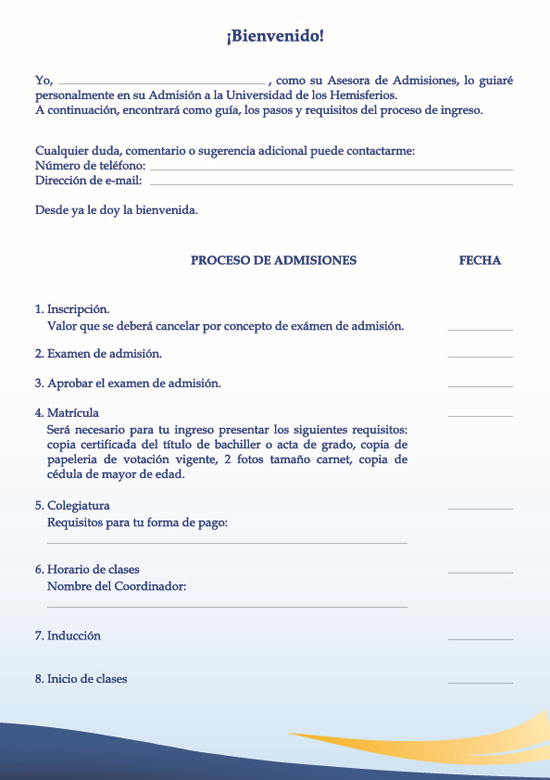 ¡Bienvenido!
Yo, , como su Asesora de Admisiones, lo guiaré
personalmente en su Admisión a la Universidad de los Hemisferios.
A continuación, encontrará como guía, los pasos y requisitos del proceso de ingreso.
Cualquier duda, comentario o sugerencia adicional puede contactarme:
Número de teléfono:
Dirección de e-mail:
Desde ya le doy la bienvenida.
PROCESO DE ADMISIONES FECHA
1. Inscripción.
Valor que se deberá cancelar por concepto de exámen de admisión.
2. Examen de admisión.
3. Aprobar el examen de admisión.
4. Matrícula
Será necesario para tu ingreso presentar los siguientes requisitos:
copia certificada del título de bachiller o acta de grado, copia de
papeleria de votación vigente, 2 fotos tamaño carnet, copia de
cédula de mayor de edad.
5. Colegiatura
Requisitos para tu forma de pago:
6. Horario de clases
Nombre del Coordinador:
7. Inducción
8. Inicio de clases